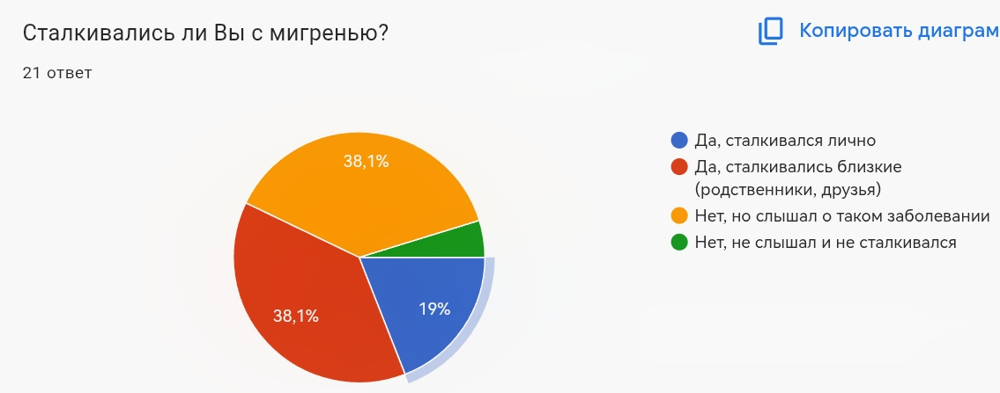 Сталкивались ли Вы с мигренью?
Копировать диаграм
21 ответ
38,1%
38,1%
19%
Да, сталкивался лично
Да, сталкивались близкие
(родственники, друзья)
Нет, но слышал о таком заболевании
Нет, не слышал и не сталкивался